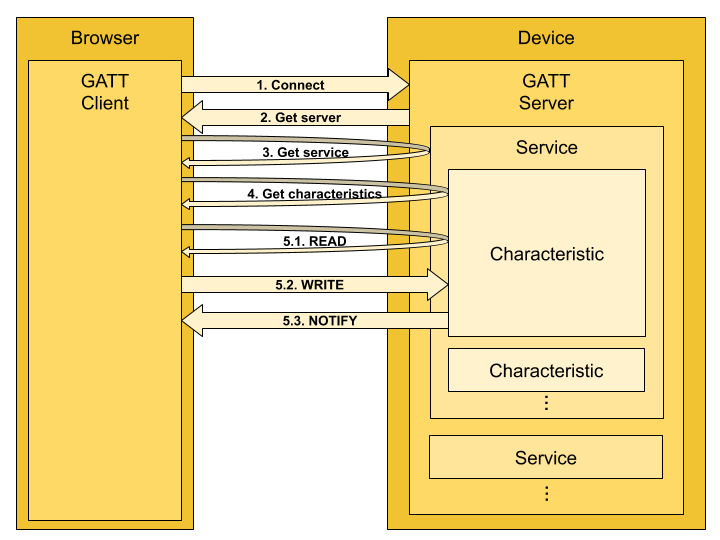 Browser
Device
GATT
Client
GATT
Server
1. Connect
2. Get server
3. Get service
4. Get characteristics
5.1. READ
5.2. WRITE
5.3. NOTIFY
Service
Characteristic
Characteristic
⋮
Service
⋮